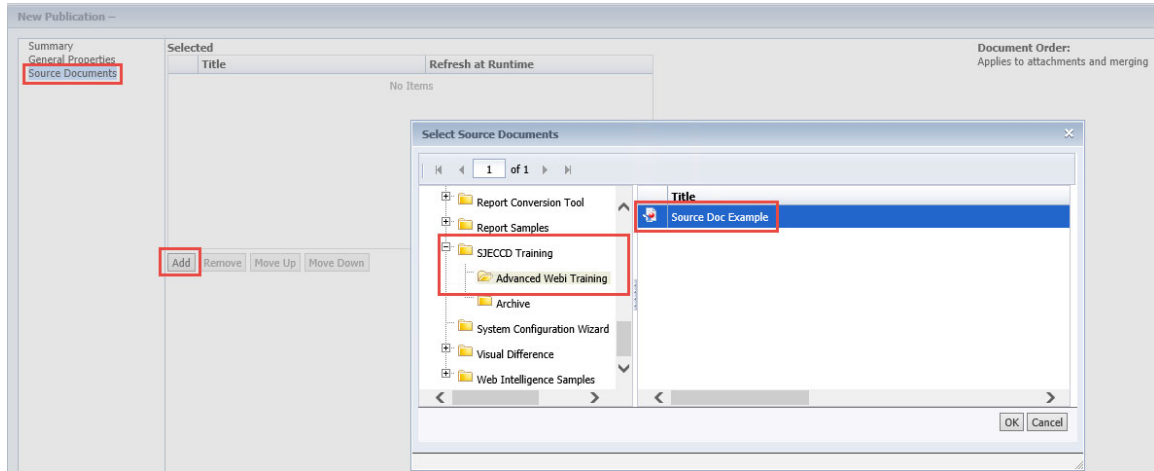 New Publication –
Summary
General Properties
Source Documents
Selected
Title Refresh at Runtime
No Items
Document Order:
Applies to attachments and merging
Add Remove Move Up Move Down
Select Source Documents
1 of 1
Report Conversion Tool
Report Samples
SJECCD Training
Advanced Webi Training
Archive
System Configuration Wizard
Visual Difference
Web Intelligence Samples
Title
Source Doc Example
OK Cancel